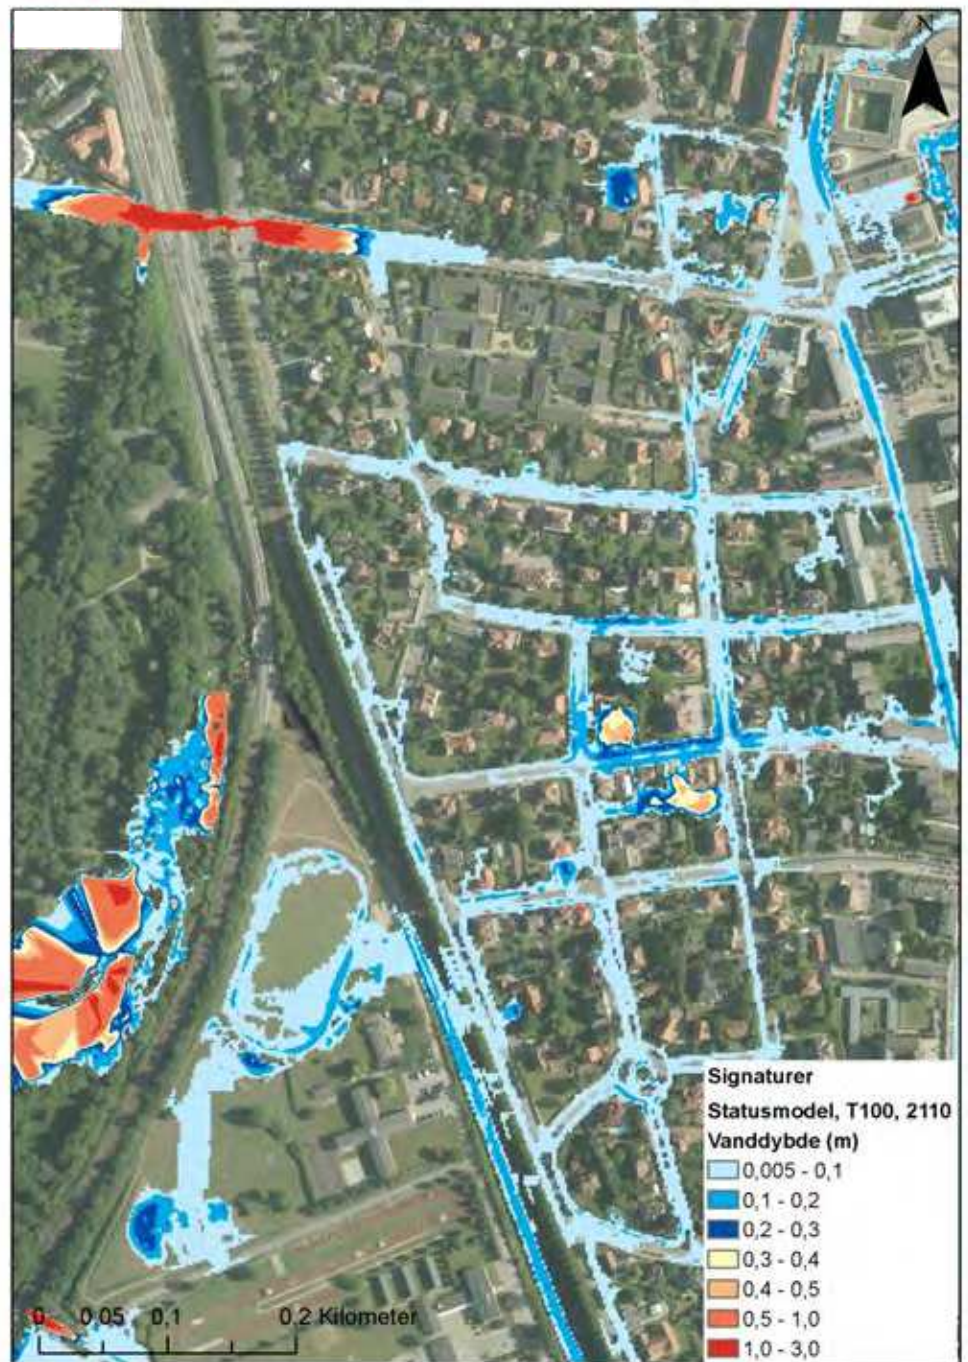 N
Signaturer
Statusmodel, T100, 2110
Vanddybde (m)
0,005 - 0,1
0,1 - 0,2
0,2 - 0,3
0,3 - 0,4
0,4 - 0,5
0,5 - 1,0
1,0 - 3,0
0 0,05 0,1 0,2 Kilometer